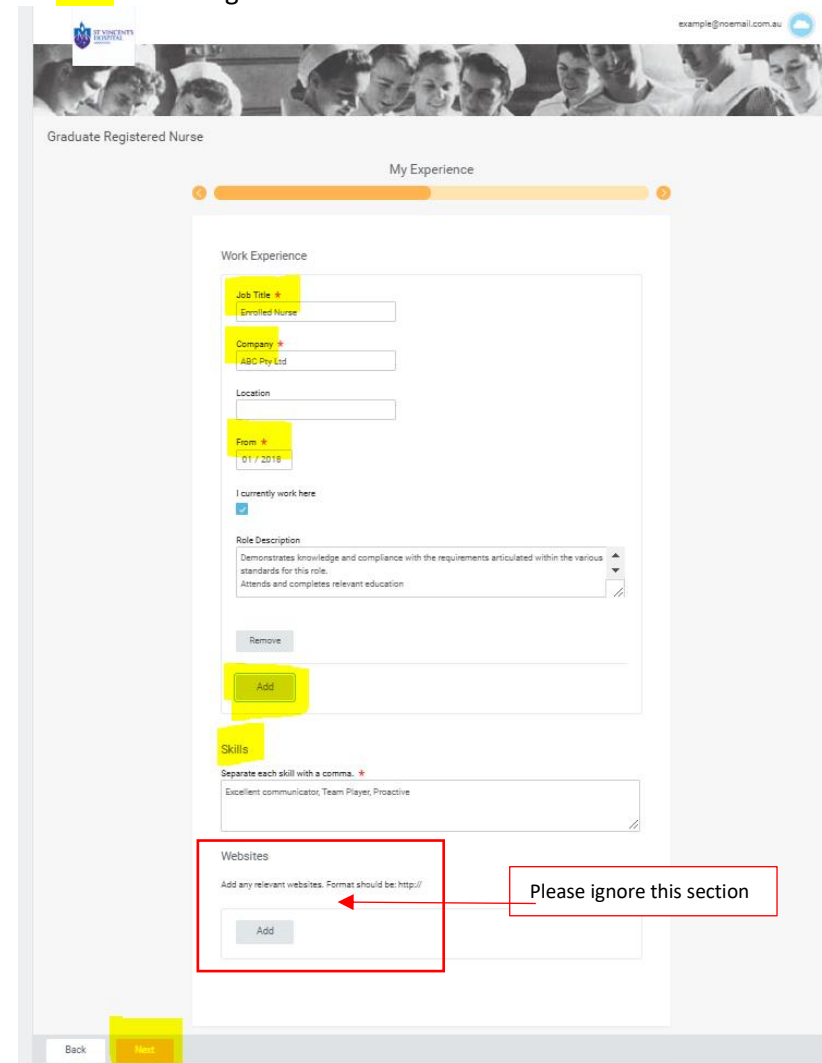 ST VINCENTS
HOSPITAL
example@noemail.com.au
Graduate Registered Nurse
My Experience
Work Experience
Job Title *
Enrolled Nurse
Company *
ABC Pty Ltd
Location
From *
01 / 2018
I currently work here
Role Description
Demonstrates knowledge and compliance with the requirements articulated within the various
standards for this role.
Attends and completes relevant education
Remove
Add
Skills
Separate each skill with a comma. *
Excellent communicator, Team Player, Proactive
Websites
Add any relevant websites. Format should be: http://
Please ignore this section
Add
Back
Next